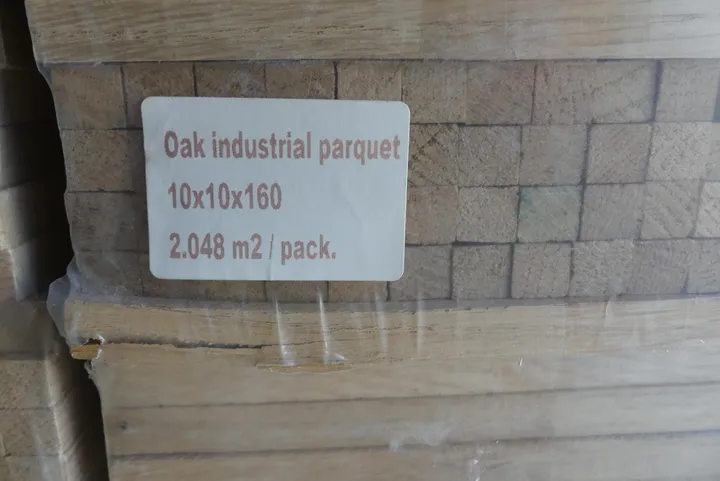 Oak industrial parquet
10x10x160
2.048 m2 / pack.